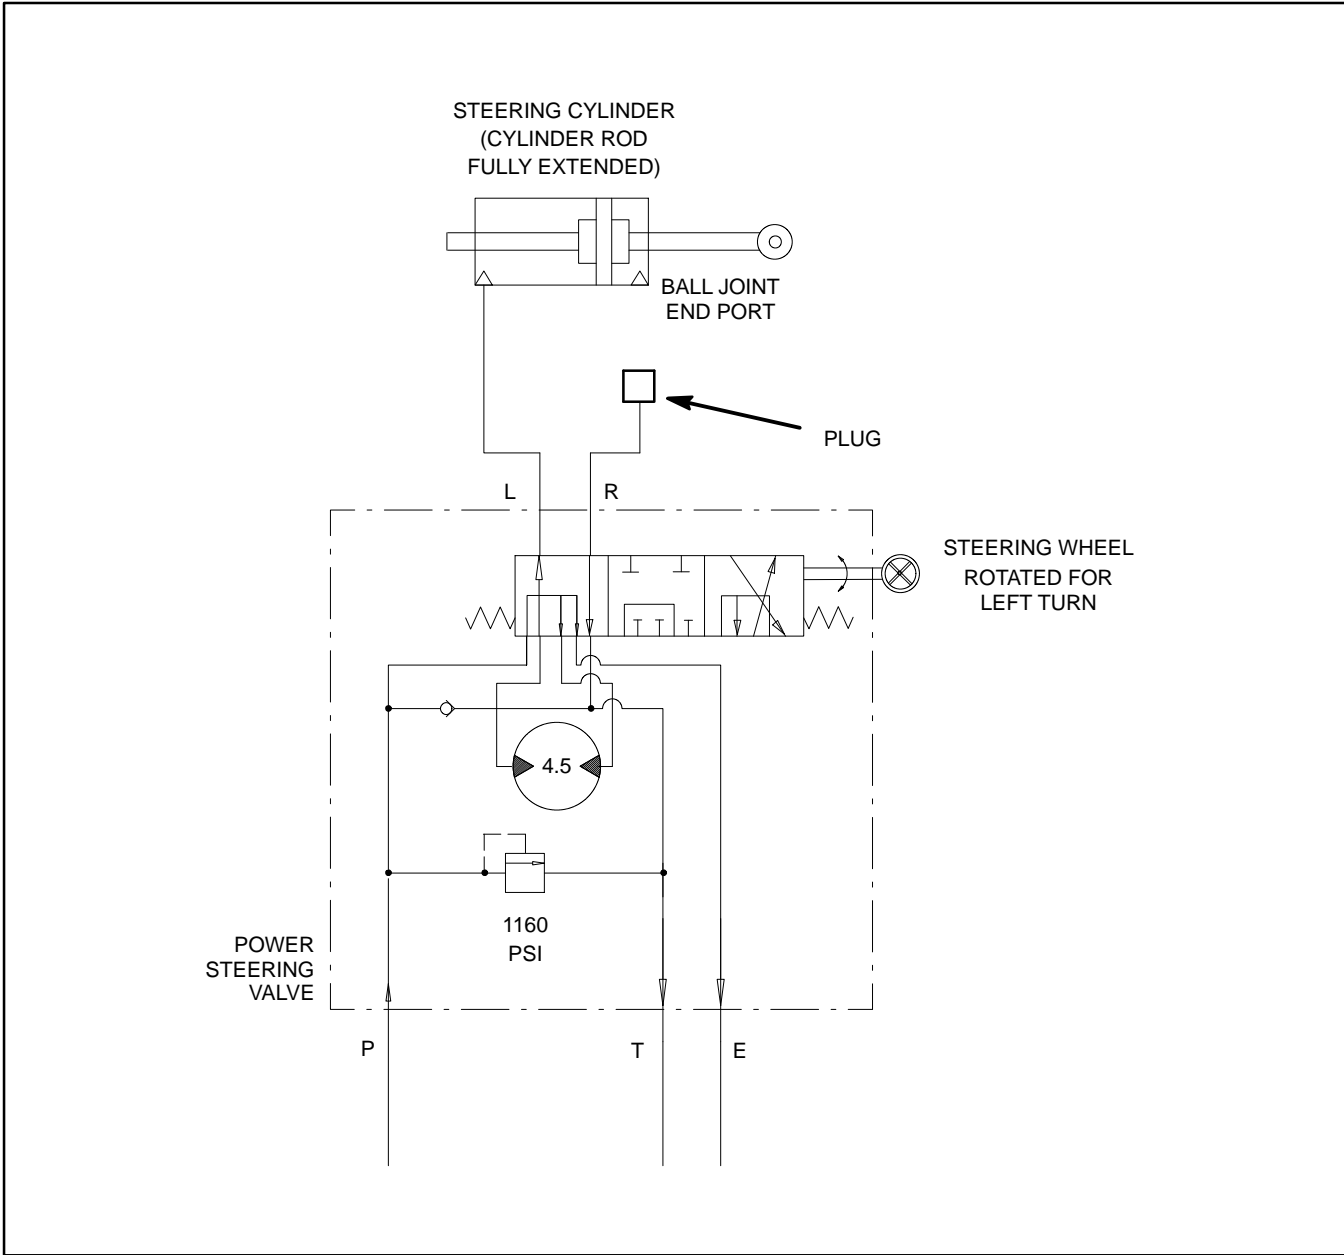 STEERING CYLINDER
(CYLINDER ROD
FULLY EXTENDED)
BALL JOINT
END PORT
PLUG
L
R
STEERING WHEEL
ROTATED FOR
LEFT TURN
4.5
1160
PSI
POWER
STEERING
VALVE
P
T
E